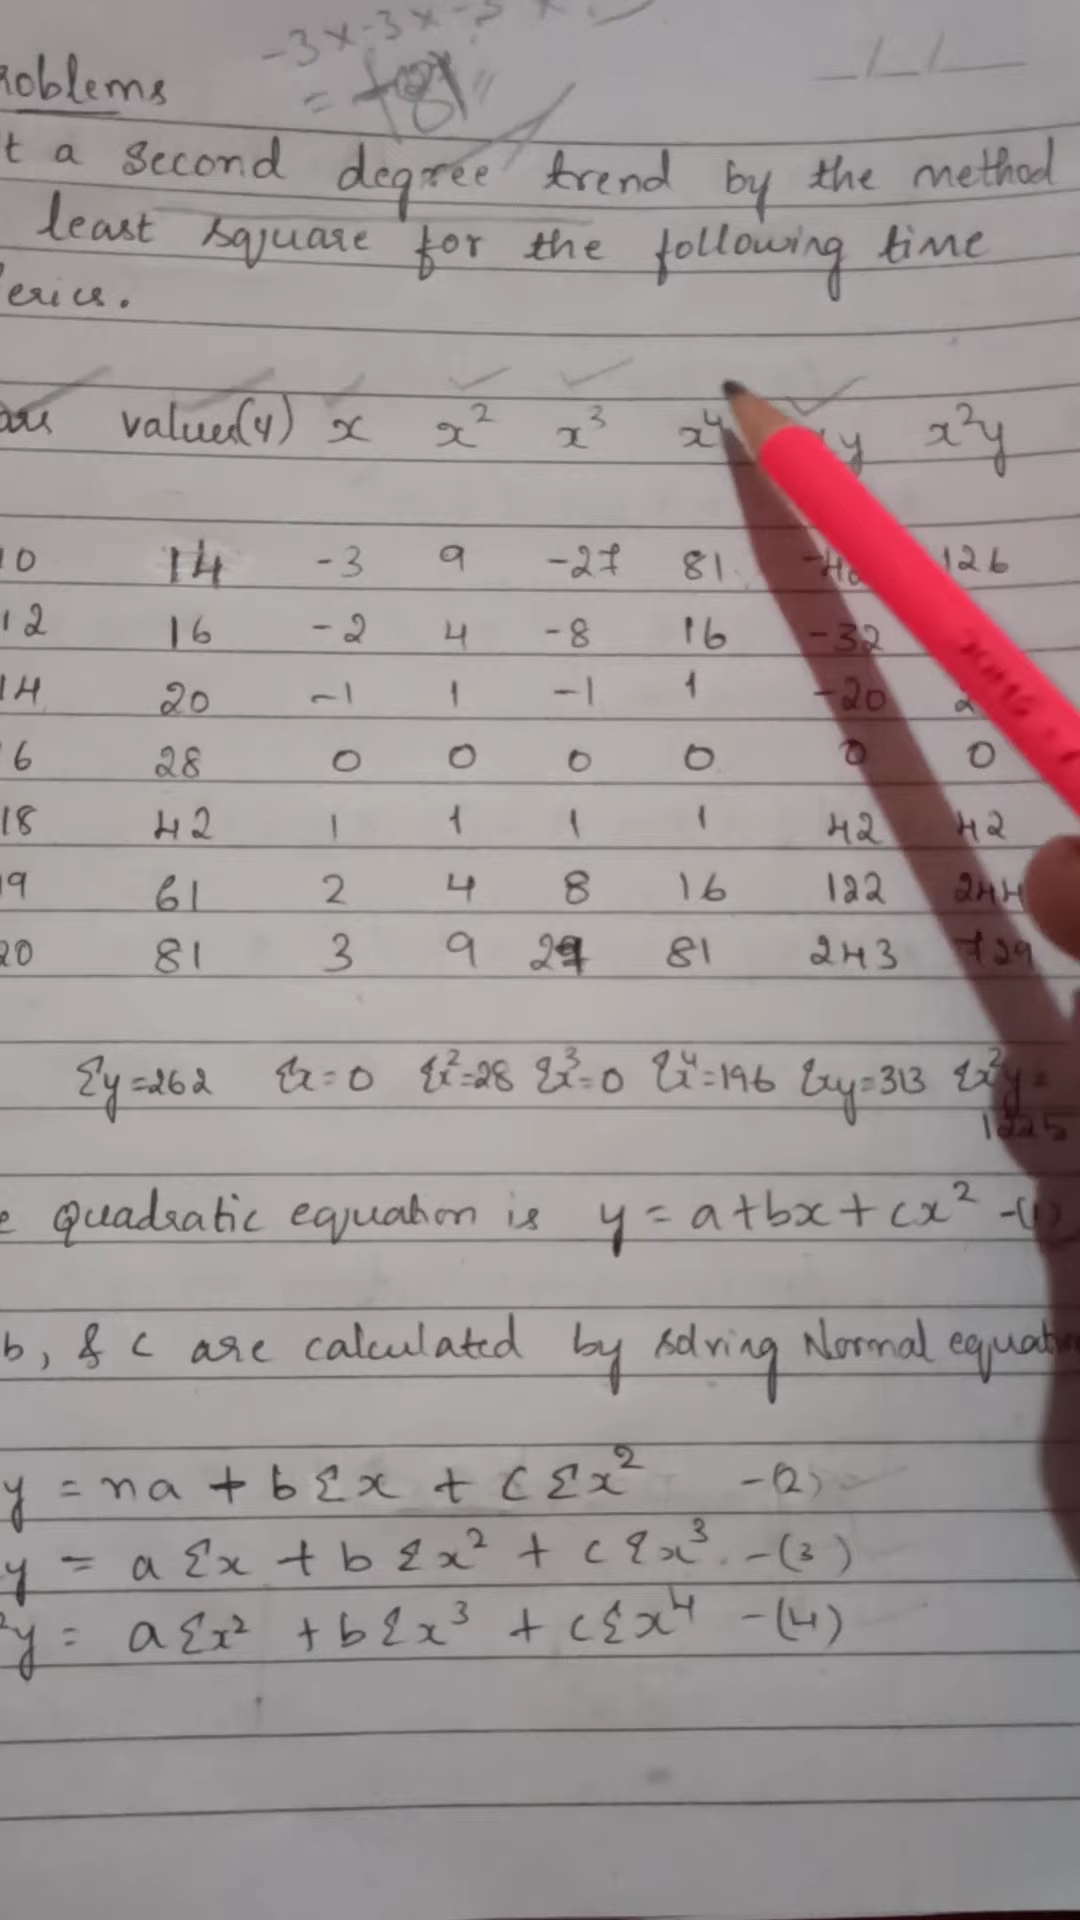 -3x-3x-3x
=
roblems
t a second degree trend by the method
least square for the following time
eries.
values(y) x x² x³ x⁴ y x²y
10 14 -3 9 -27 81 126
12 16 -2 4 -8 16 -32
14 20 -1 1 -1 1 -20
6 28 0 0 0 0 0 0
18 42 1 1 1 1 42 42
19 61 2 4 8 16 122 244
20 81 3 9 27 81 243 729
Σy=262 Σx=0 Σx²=28 Σx³=0 Σx⁴=196 Σxy=313 Σx²y=
1225
e quadratic equation is y = a+bx+cx² -(1)
b, & c are calculated by solving Normal equat
y = na + bΣx + cΣx² -(2)
y = aΣx + bΣx² + cΣx³ -(3)
²y = aΣx² + bΣx³ + cΣx⁴ -(4)